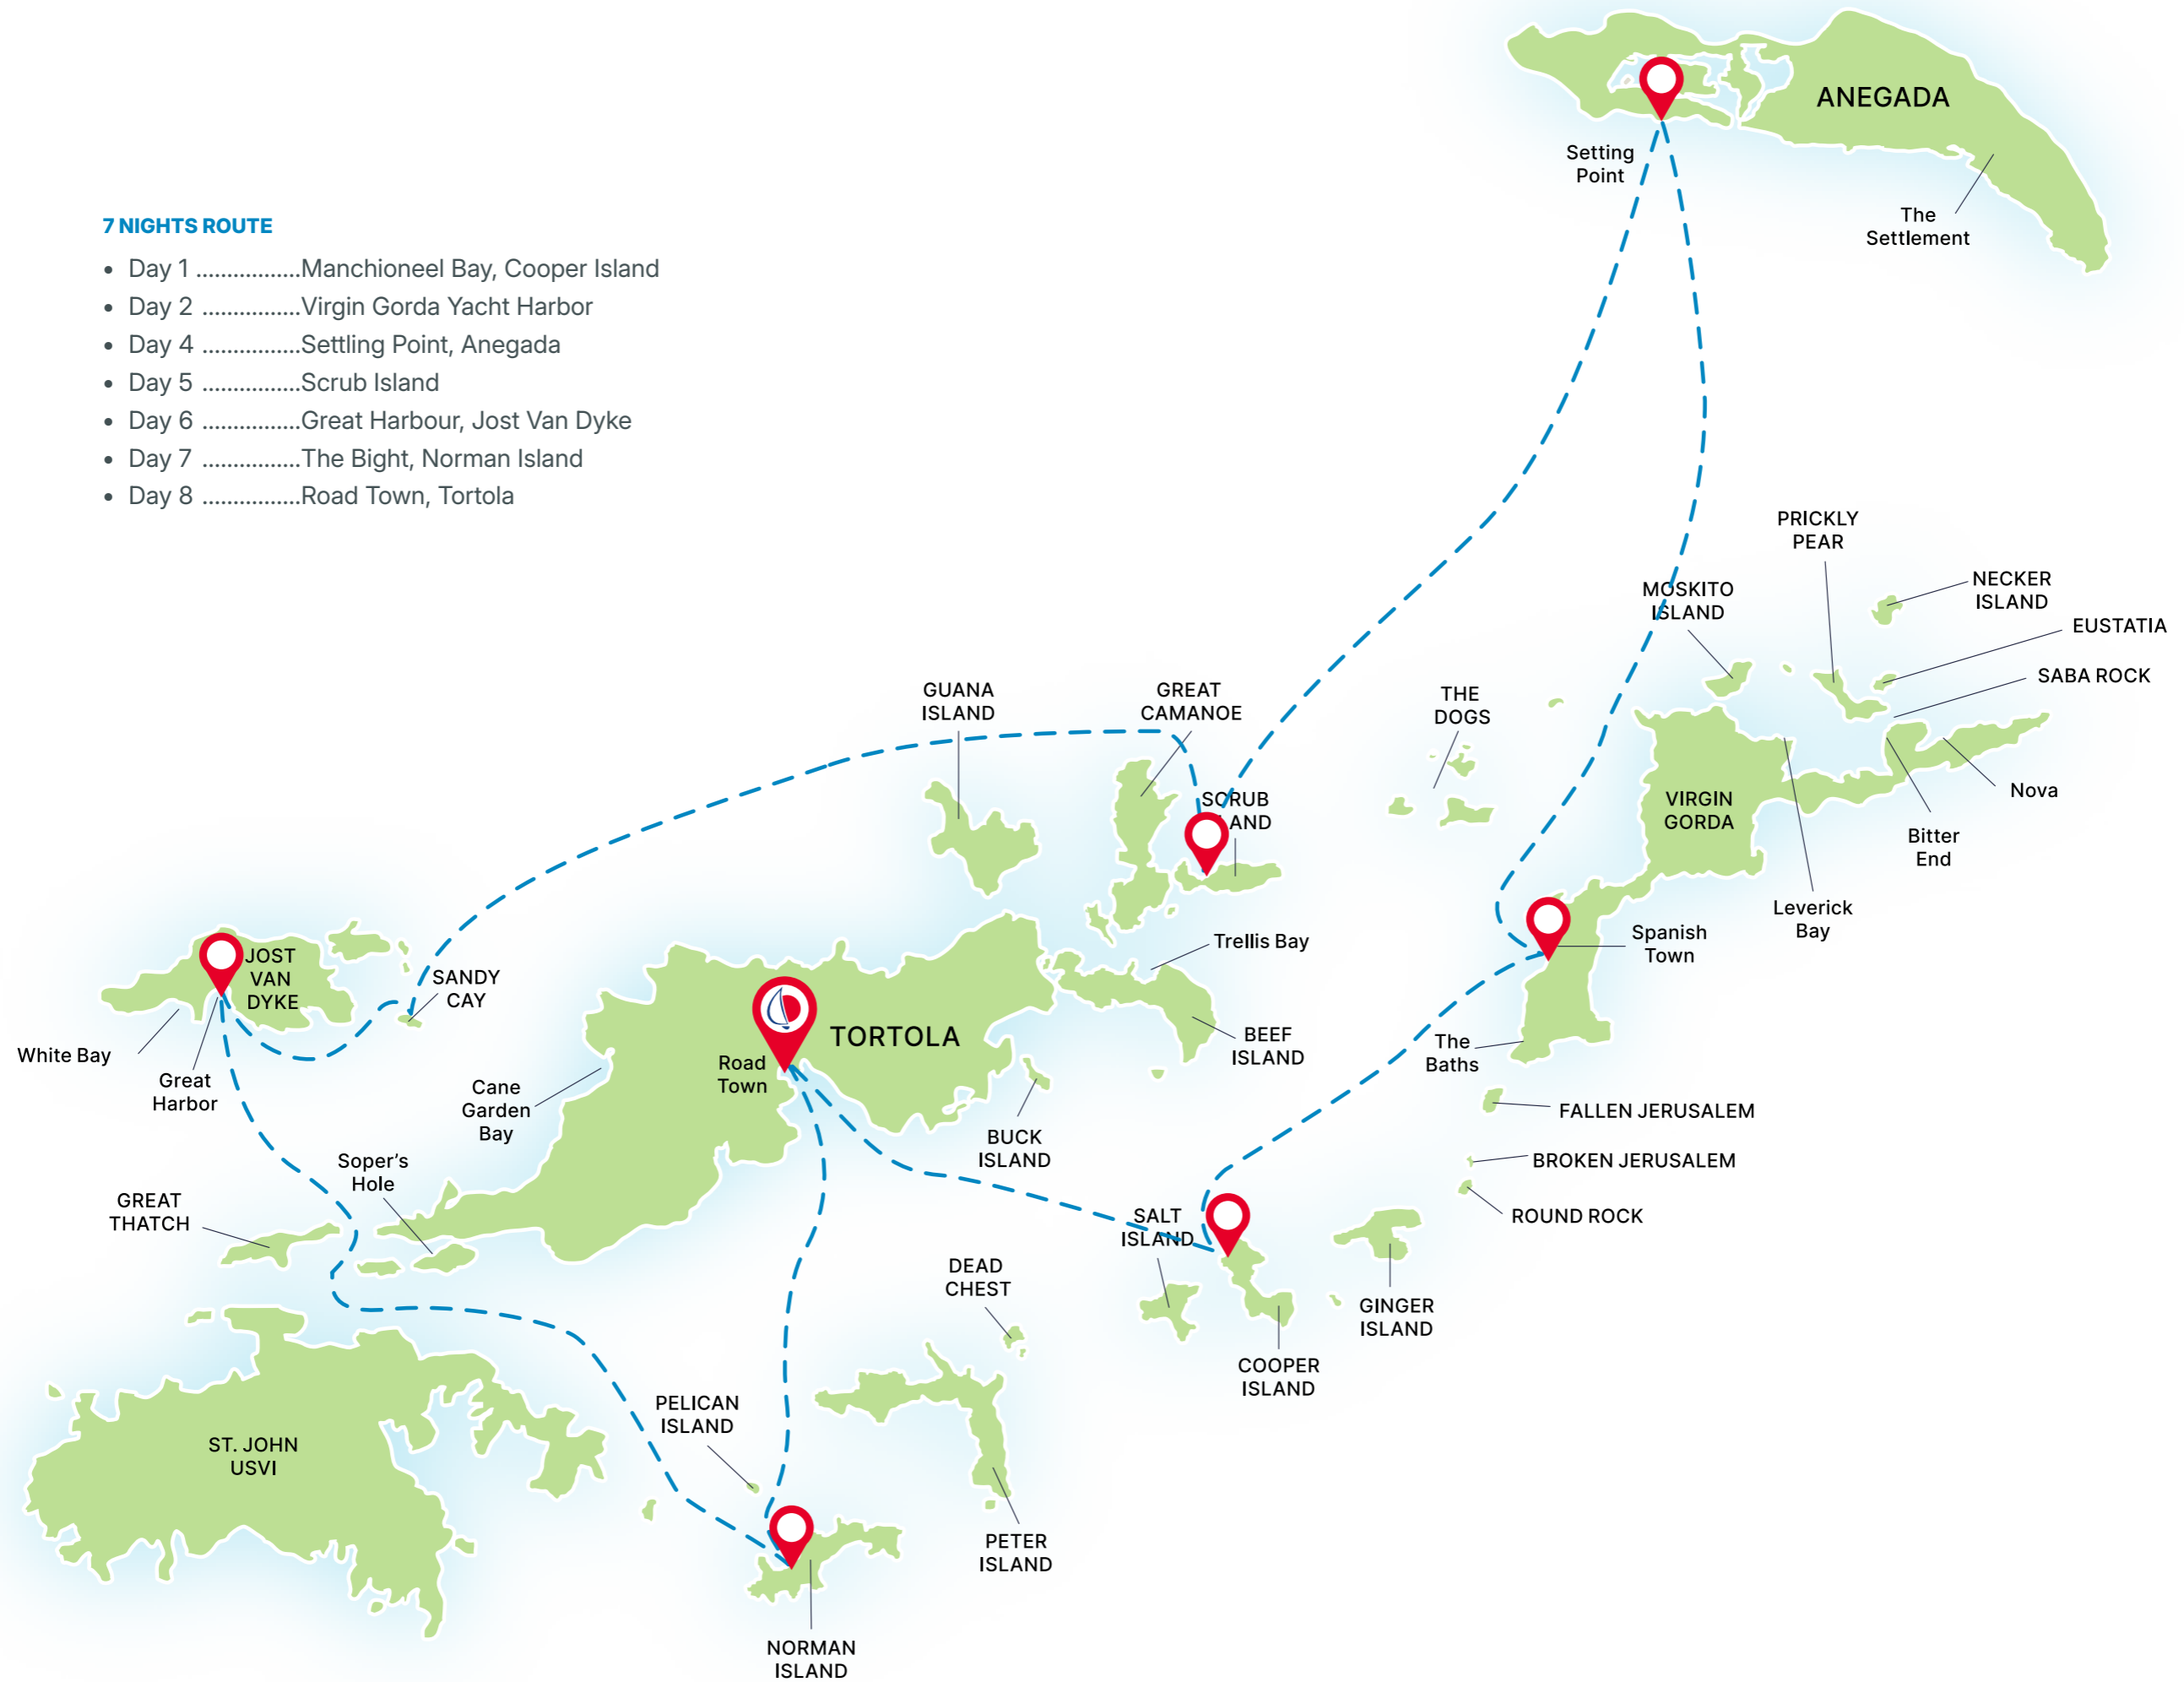 7 NIGHTS ROUTE
• Day 1 ................Manchioneel Bay, Cooper Island
• Day 2 ................Virgin Gorda Yacht Harbor
• Day 4 ................Settling Point, Anegada
• Day 5 ................Scrub Island
• Day 6 ................Great Harbour, Jost Van Dyke
• Day 7 ................The Bight, Norman Island
• Day 8 ................Road Town, Tortola
ANEGADA
Setting
Point
The
Settlement
PRICKLY
PEAR
MOSKITO
ISLAND
NECKER
ISLAND
EUSTATIA
SABA ROCK
GUANA
ISLAND
GREAT
CAMANOE
THE
DOGS
SCRUB
ISLAND
VIRGIN
GORDA
Nova
Bitter
End
Leverick
Bay
Spanish
Town
Trellis Bay
JOST
VAN
DYKE
SANDY
CAY
White Bay
Great
Harbor
TORTOLA
Road
Town
BEEF
ISLAND
The
Baths
Cane
Garden
Bay
BUCK
ISLAND
FALLEN JERUSALEM
BROKEN JERUSALEM
ROUND ROCK
Soper's
Hole
GREAT
THATCH
SALT
ISLAND
DEAD
CHEST
GINGER
ISLAND
COOPER
ISLAND
PELICAN
ISLAND
ST. JOHN
USVI
PETER
ISLAND
NORMAN
ISLAND